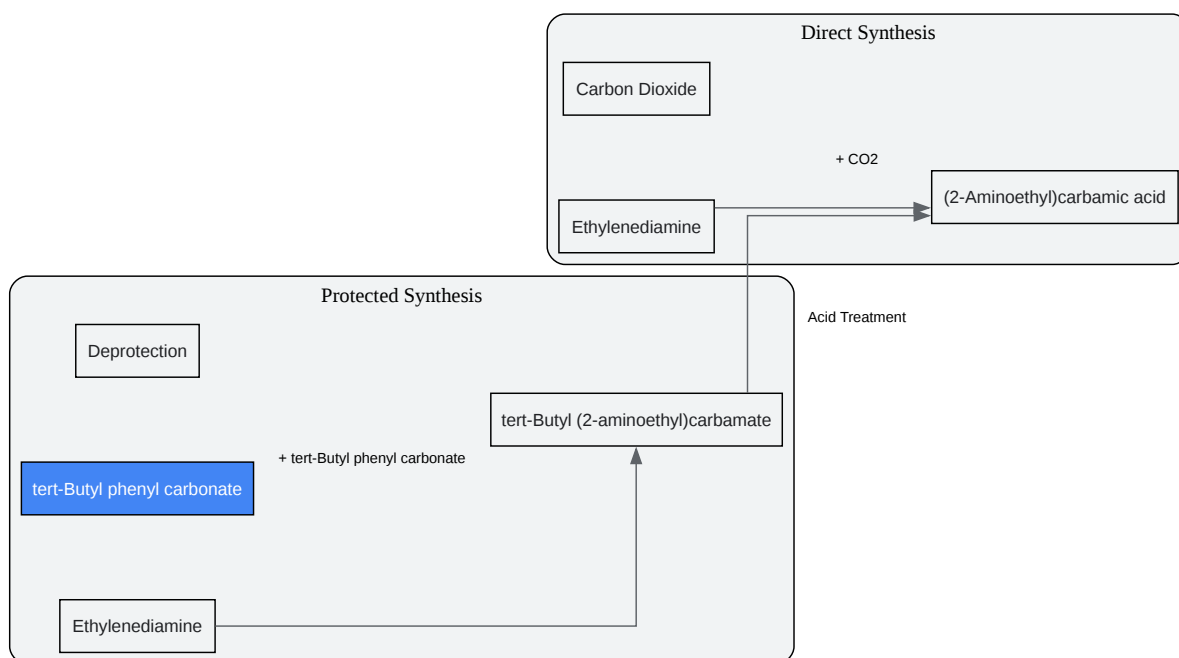 Direct Synthesis
Carbon Dioxide
+ CO2
(2-Aminoethyl)carbamic acid
Ethylenediamine
Protected Synthesis
Acid Treatment
Deprotection
tert-Butyl (2-aminoethyl)carbamate
+ tert-Butyl phenyl carbonate
tert-Butyl phenyl carbonate
Ethylenediamine